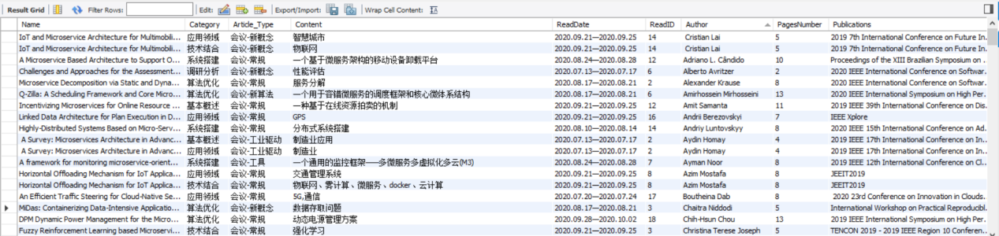 Result Grid Filter Rows: Edit: Export/Import: Wrap Cell Content:
Name Category Article_Type Content ReadDate ReadID Author PagesNumber Publications
IoT and Microservice Architecture for Multimobili... 应用领域 会议-新概念 智慧城市 2020.09.21—2020.09.25 14 Cristian Lai 5 2019 7th International Conference on Future In...
IoT and Microservice Architecture for Multimobili... 技术结合 会议-新概念 物联网 2020.09.21—2020.09.25 14 Cristian Lai 5 2019 7th International Conference on Future In...
A Microservice Based Architecture to Support O... 系统搭建 会议-常规 一个基于微服务架构的移动设备卸载平台 2020.08.24—2020.08.28 12 Adriano L. Cândido 10 Proceedings of the XIII Brazilian Symposium on ...
Challenges and Approaches for the Assessment... 调研分析 会议-新概念 性能评估 2020.07.13—2020.07.17 6 Alberto Avritzer 2 2020 IEEE International Conference on Softwar...
Microservice Decomposition via Static and Dyna... 算法优化 会议-常规 服务分解 2020.08.17—2020.08.21 2 Alexander Krause 8 2020 IEEE International Conference on Softwar...
Q-Zilla: A Scheduling Framework and Core Micro... 算法优化 会议-新算法 一个用于容错微服务的调度框架和核心微体系结构 2020.08.17—2020.08.21 6 Amirhossein Mirhosseini 13 2020 IEEE International Symposium on High Per...
Incentivizing Microservices for Online Resource ... 基本概述 会议-常规 一种基于在线资源拍卖的机制 2020.09.21—2020.09.25 12 Amit Samanta 11 2019 IEEE 39th International Conference on Dis...
Linked Data Architecture for Plan Execution in D... 应用领域 会议-常规 GPS 2020.09.21—2020.09.25 16 Andrii Berezovskyi 7 IEEE Xplore
Highly-Distributed Systems Based on Micro-Serv... 系统搭建 会议-常规 分布式系统搭建 2020.08.10—2020.08.14 14 Andriy Luntovskyy 8 2020 IEEE 15th International Conference on Ad...
A Survey: Microservices Architecture in Advanc... 基本概述 会议-工业驱动 制造业应用 2020.07.13—2020.07.17 2 Aydin Homay 4 2019 IEEE 17th International Conference on In...
A Survey: Microservices Architecture in Advanc... 应用领域 会议-工业驱动 制造业 2020.07.13—2020.07.17 2 Aydin Homay 4 2019 IEEE 17th International Conference on In...
A framework for monitoring microservice-orient... 系统搭建 会议-工具 一个通用的监控框架——多微服务多虚拟化多云(M3) 2020.08.24—2020.08.28 7 Ayman Noor 8 2019 IEEE 12th International Conference on Cl...
Horizontal Offloading Mechanism for IoT Applica... 应用领域 会议-常规 交通管理系统 2020.09.21—2020.09.25 8 Azim Mostafa 8 JEEIT2019
Horizontal Offloading Mechanism for IoT Applica... 技术结合 会议-常规 物联网、雾计算、微服务、docker、云计算 2020.09.21—2020.09.25 8 Azim Mostafa 8 JEEIT2019
An Efficient Traffic Steering for Cloud-Native Se... 应用领域 会议-常规 5G,通信 2020.07.20—2020.07.24 17 Boutheina Dab 8 2020 23rd Conference on Innovation in Clouds...
MiDas: Containerizing Data-Intensive Applicatio... 算法优化 会议-新概念 数据存取问题 2020.08.17—2020.08.21 3 Chaitra Niddodi 5 International Workshop on Practical Reproducibl...
DPM Dynamic Power Management for the Micro... 算法优化 会议-常规 动态电源管理方案 2020.09.28—2020.10.02 18 Chih-Hsun Chou 13 2019 IEEE International Symposium on High Per...
Fuzzy Reinforcement Learning based Microservi... 技术结合 会议-常规 强化学习 2020.09.21—2020.09.25 3 Christina Terese Joseph 5 TENCON 2019 - 2019 IEEE Region 10 Conferen...